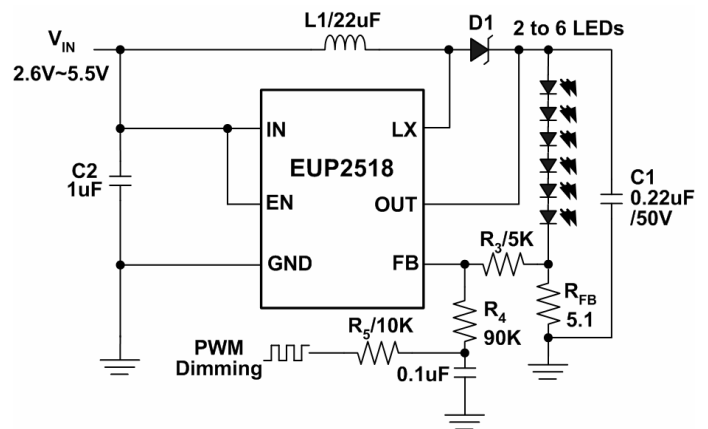 L1/22uF
D1
2 to 6 LEDs
VIN
2.6V~5.5V
IN
LX
EUP2518
C2
1uF
C1
0.22uF
/50V
EN
OUT
R3/5K
GND
FB
RFB
5.1
R4
90K
R5/10K
PWM
Dimming
0.1uF